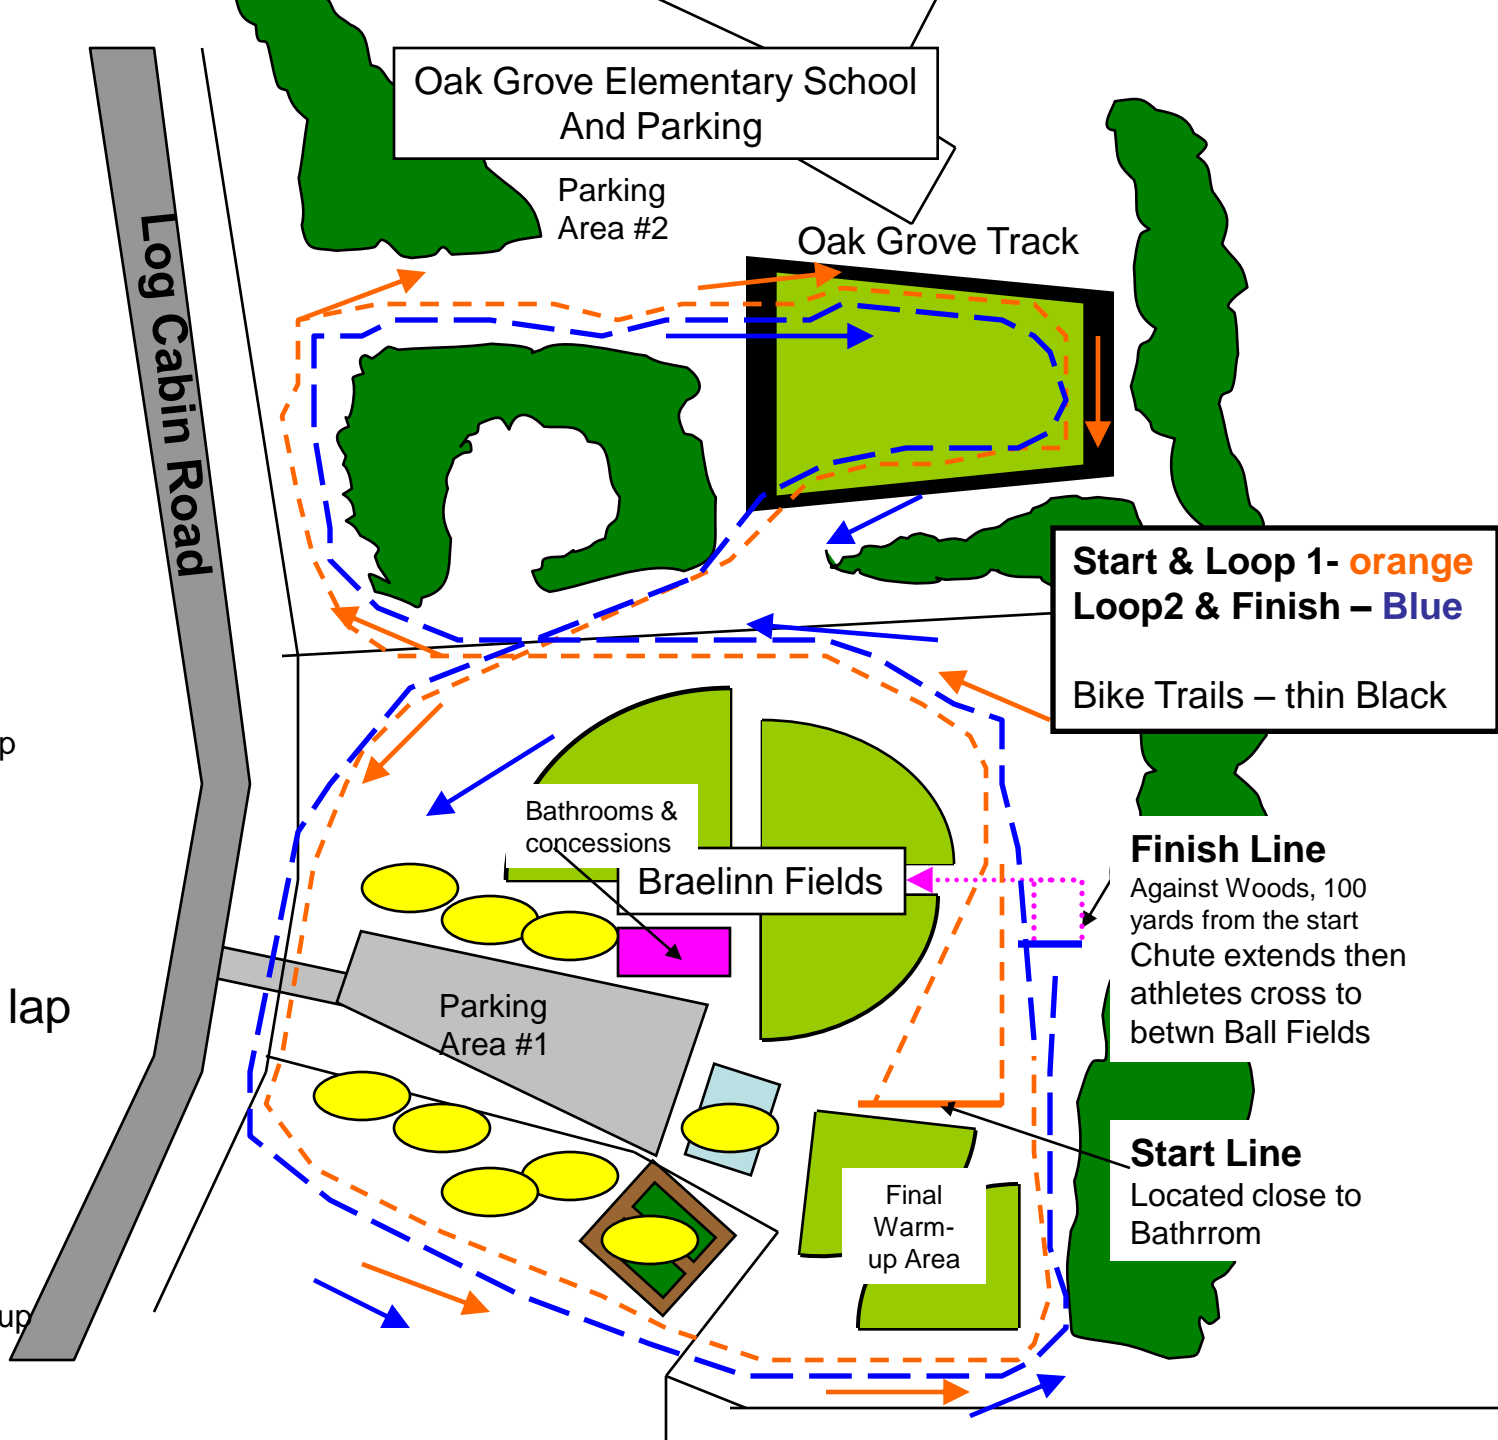 Oak Grove Elementary School
And Parking
Parking
Area #2
Oak Grove Track
Log Cabin Road
Start & Loop 1- orange
Loop2 & Finish – Blue
Bike Trails – thin Black
p
Bathrooms &
concessions
Braelinn Fields
Finish Line
Against Woods, 100
yards from the start
Chute extends then
athletes cross to
betwn Ball Fields
lap
Parking
Area #1
Start Line
Located close to
Bathrrom
Final
Warm-
up Area
up